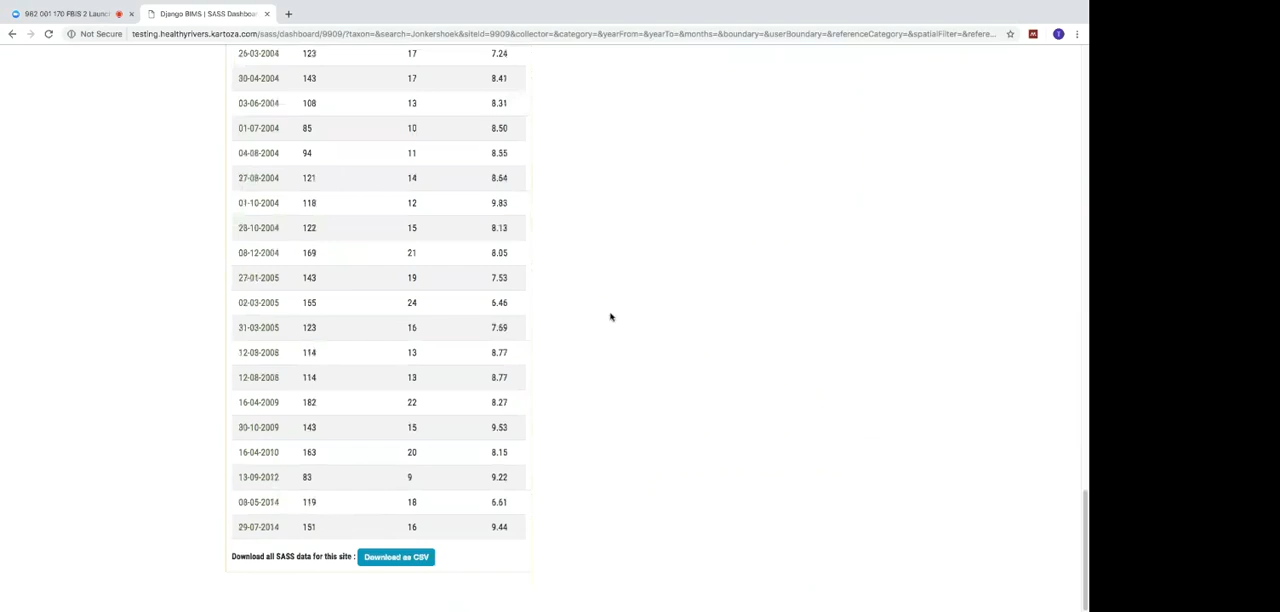 982 001 170 FBIS 2 Launch
Django BIMS | SASS Dashboa
Not Secure | testing.healthyrivers.kartoza.com/sass/dashboard/9909/?taxon=&search=Jonkershoek&siteId=9909&collector=&category=&yearFrom=&yearTo=&months=&boundary=&userBoundary=&referenceCategory=&spatialFilter=&refere...
26-03-2004 123 17 7.24
30-04-2004 143 17 8.41
03-06-2004 108 13 8.31
01-07-2004 85 10 8.50
04-08-2004 94 11 8.55
27-08-2004 121 14 8.64
01-10-2004 118 12 9.83
28-10-2004 122 15 8.13
08-12-2004 169 21 8.05
27-01-2005 143 19 7.53
02-03-2005 155 24 6.46
31-03-2005 123 16 7.69
12-08-2008 114 13 8.77
12-08-2008 114 13 8.77
16-04-2009 182 22 8.27
30-10-2009 143 15 9.53
16-04-2010 163 20 8.15
13-09-2012 83 9 9.22
08-05-2014 119 18 6.61
29-07-2014 151 16 9.44
Download all SASS data for this site : Download as CSV